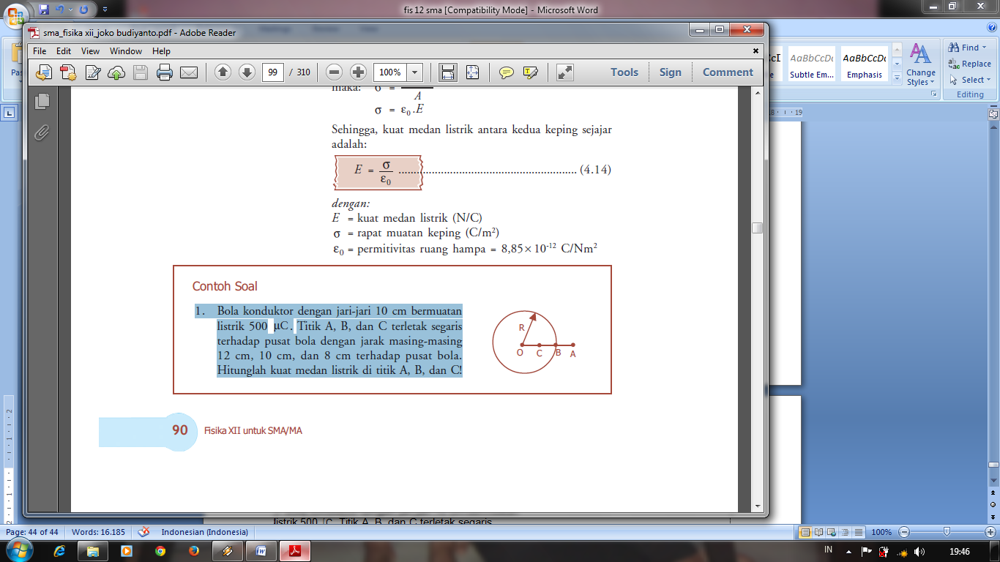 fis 12 sma [Compatibility Mode] - Microsoft Word
sma_fisika xii_joko budiyanto.pdf - Adobe Reader
File Edit View Window Help
99 / 310 100% Tools Sign Comment
AaBbCcDc AaBbCcDc
Subtle Em... Emphasis
Change
Styles
Find
Replace
Select
Editing
maka: σ =
A
σ = ε₀.E
Sehingga, kuat medan listrik antara kedua keping sejajar
adalah:
E = σ/ε₀ ............................................................ (4.14)
dengan:
E = kuat medan listrik (N/C)
σ = rapat muatan keping (C/m²)
ε₀ = permitivitas ruang hampa = 8,85 × 10⁻¹² C/Nm²
Contoh Soal
1. Bola konduktor dengan jari-jari 10 cm bermuatan
listrik 500 μC. Titik A, B, dan C terletak segaris
terhadap pusat bola dengan jarak masing-masing
12 cm, 10 cm, dan 8 cm terhadap pusat bola.
Hitunglah kuat medan listrik di titik A, B, dan C!
R
O C B A
90 Fisika XII untuk SMA/MA
listrik 500 Titik A, B, dan C terletak segaris
Page: 44 of 44 Words: 16.185 Indonesian (Indonesia) 100%
IN 19:46